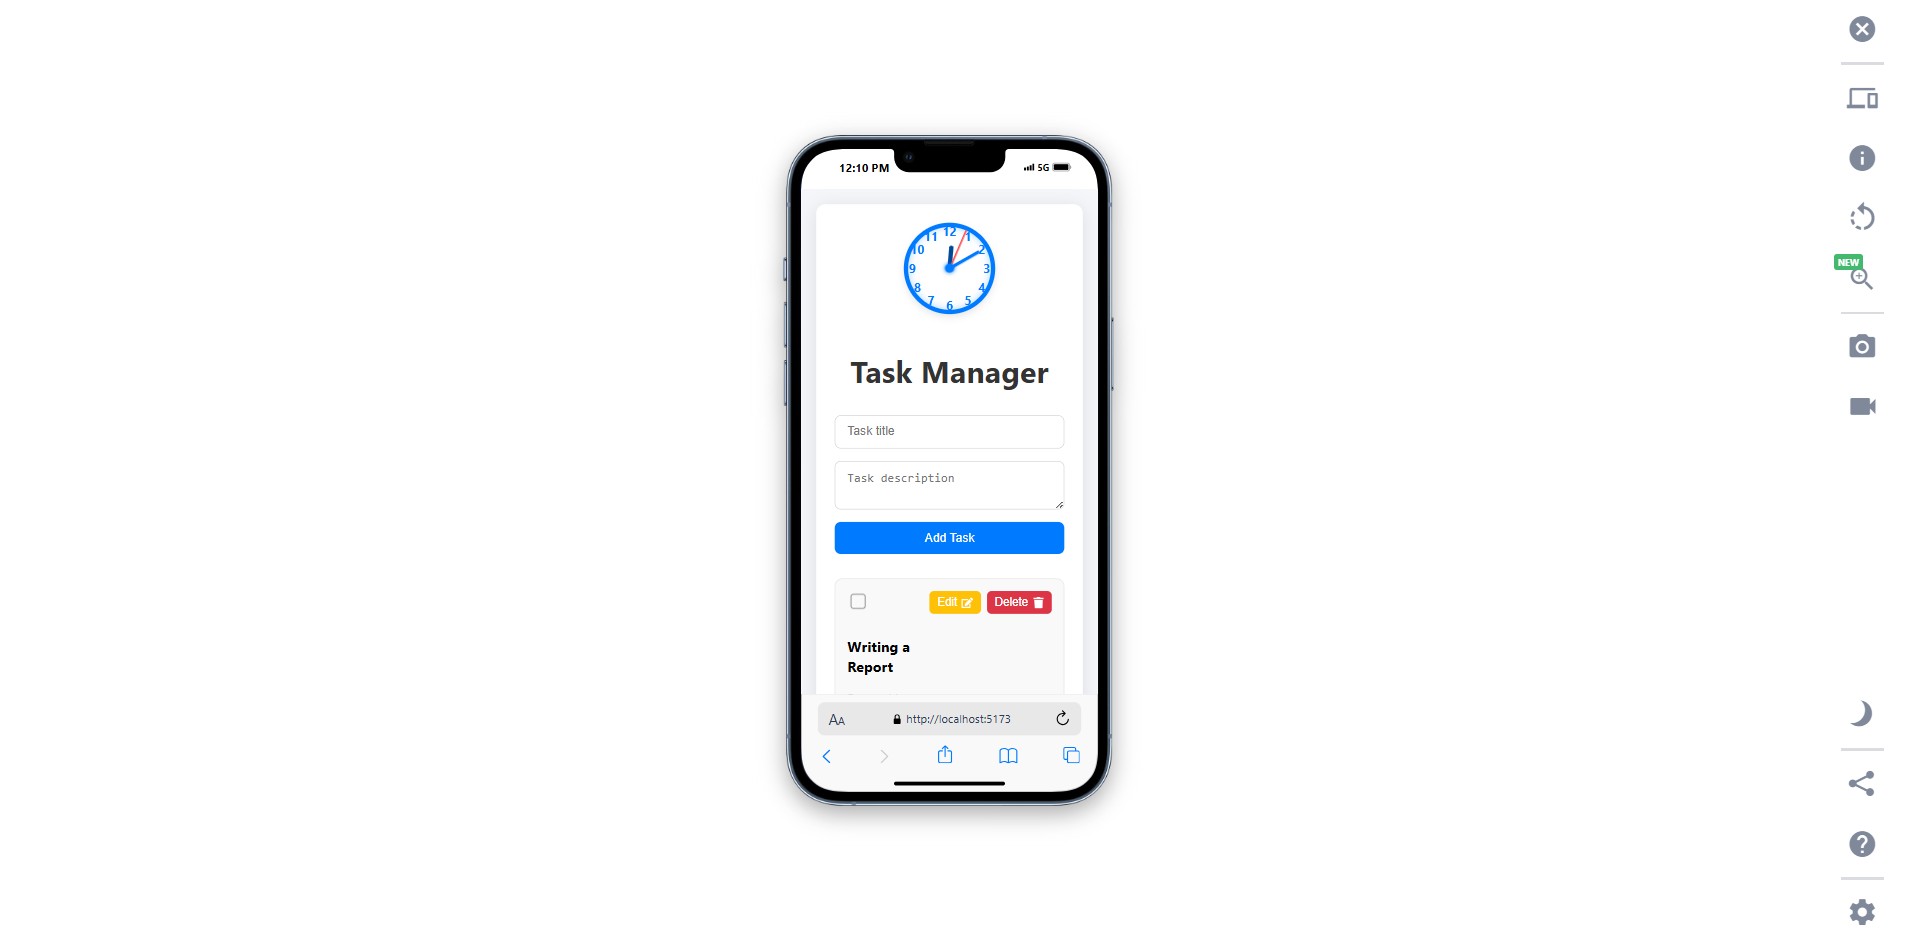 12:10 PM
5G
12
11
1
10
2
9
3
8
4
7
5
6
Task Manager
Task title
Task description
Add Task
Edit
Delete
Writing a
Report
AA
http://localhost:5173
NEW